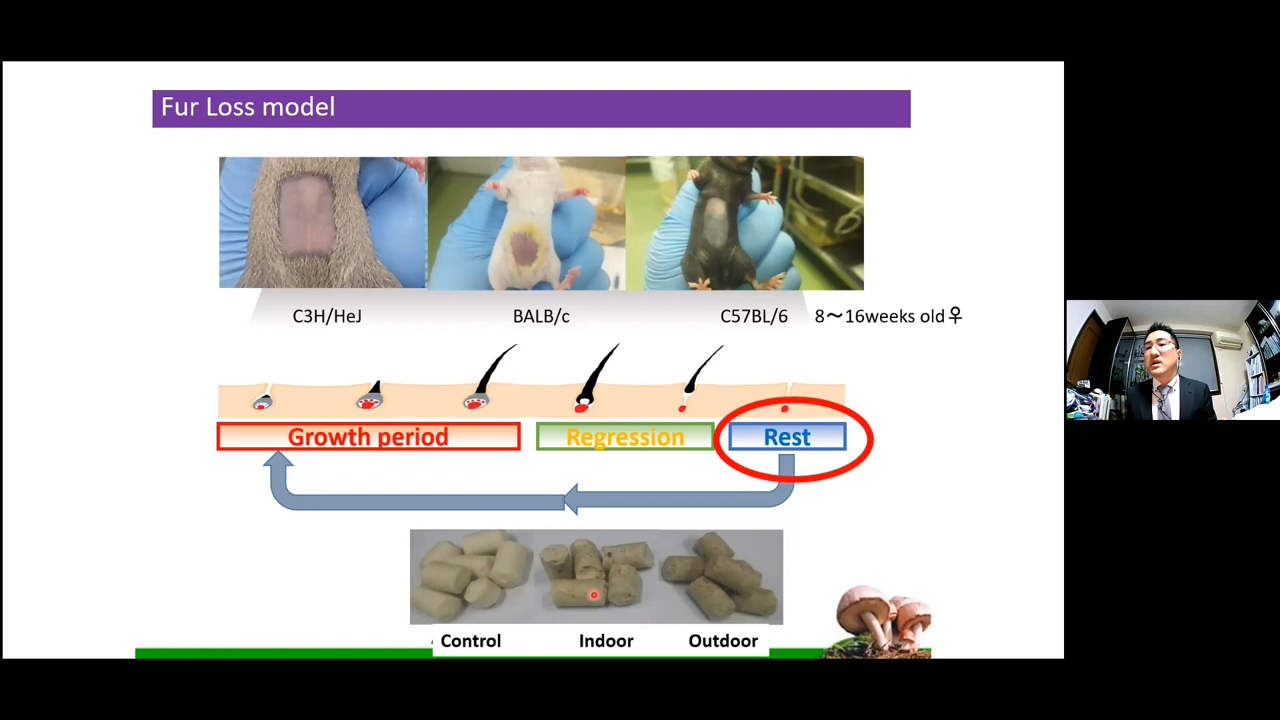 Fur Loss model
C3H/HeJ BALB/c C57BL/6 8～16weeks old♀
Growth period Regression Rest
Control Indoor Outdoor